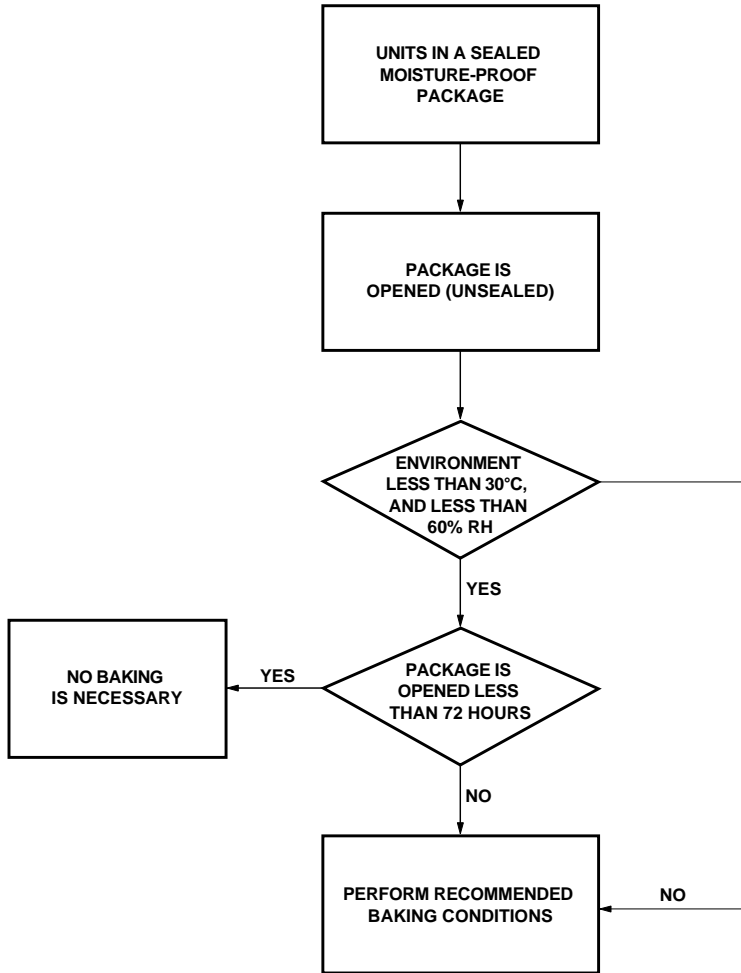 UNITS IN A SEALED
MOISTURE-PROOF
PACKAGE
PACKAGE IS
OPENED (UNSEALED)
ENVIRONMENT
LESS THAN 30°C,
AND LESS THAN
60% RH
YES
NO BAKING
IS NECESSARY
YES
PACKAGE IS
OPENED LESS
THAN 72 HOURS
NO
PERFORM RECOMMENDED
BAKING CONDITIONS
NO